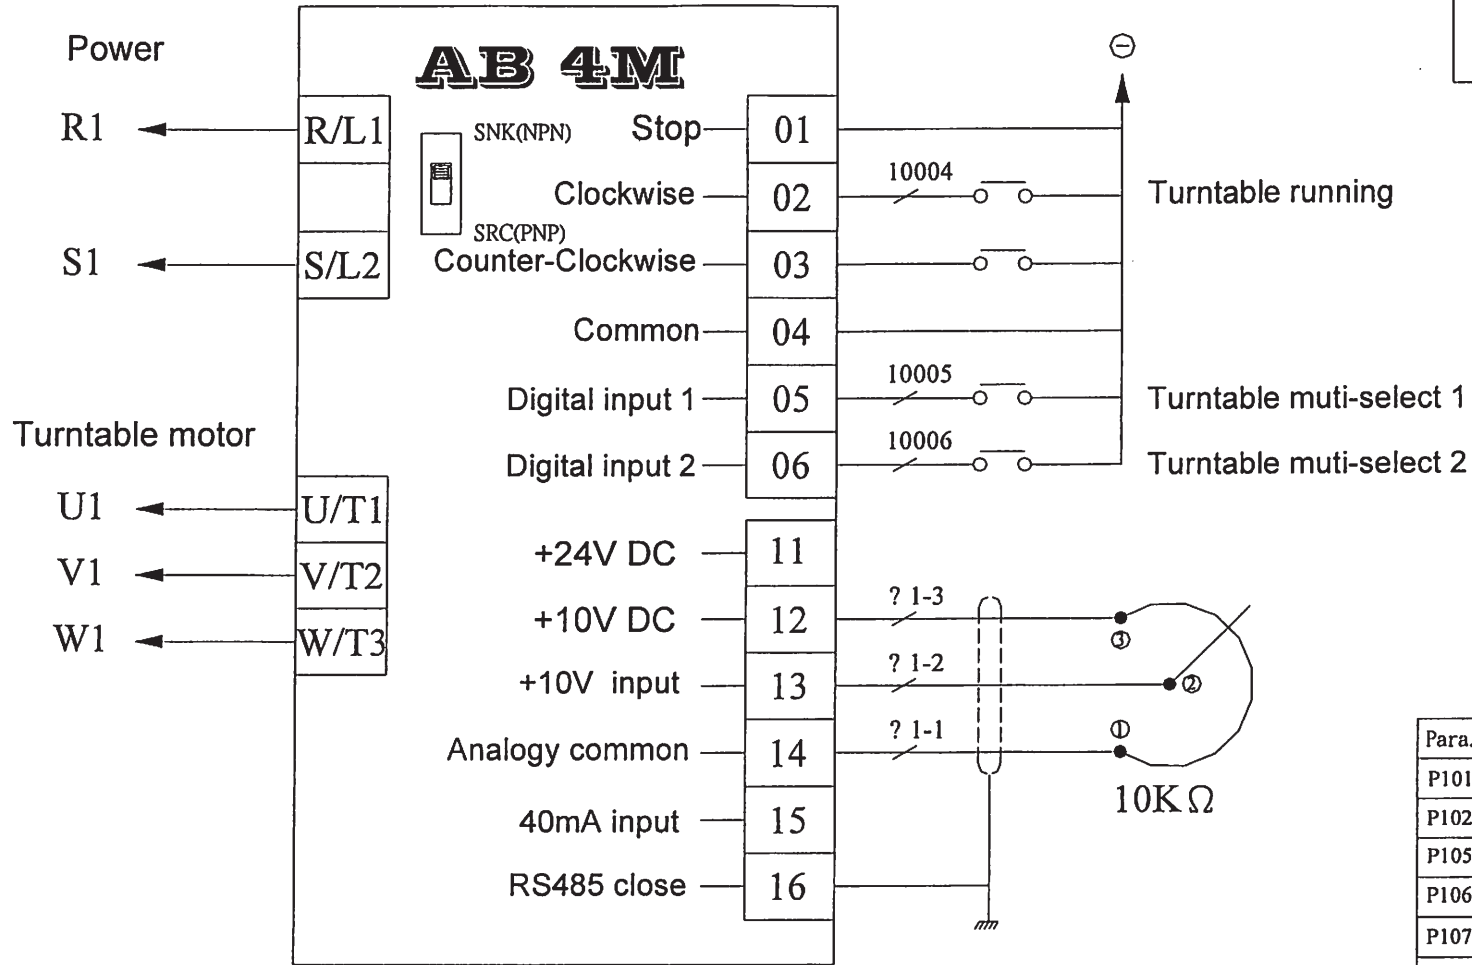 Power
AB 4M
R1
R/L1
SNK(NPN)
Stop
01
10004
Clockwise
02
Turntable running
SRC(PNP)
S1
S/L2
Counter-Clockwise
03
Common
04
10005
Digital input 1
05
Turntable muti-select 1
Turntable motor
10006
Digital input 2
06
Turntable muti-select 2
U1
U/T1
+24V DC
11
V1
V/T2
? 1-3
+10V DC
12
③
W1
W/T3
? 1-2
+10V input
13
②
? 1-1
①
Analogy common
14
10KΩ
40mA input
15
RS485 close
16
Para.
P101
P102
P105
P106
P107